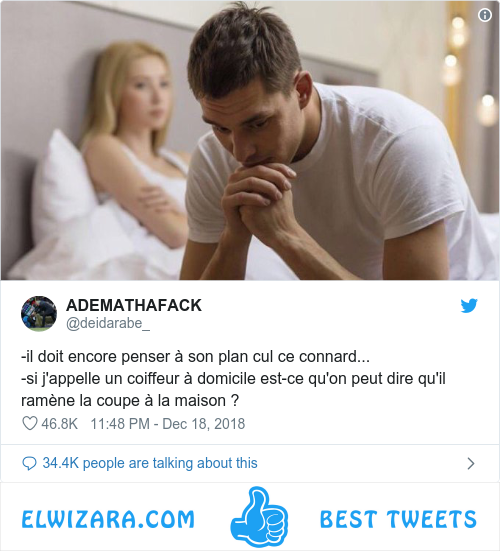 ADEMATHAFACK
@deidarabe_
-il doit encore penser à son plan cul ce connard...
-si j'appelle un coiffeur à domicile est-ce qu'on peut dire qu'il
ramène la coupe à la maison ?
46.8K 11:48 PM - Dec 18, 2018
34.4K people are talking about this
ELWIZARA.COM BEST TWEETS